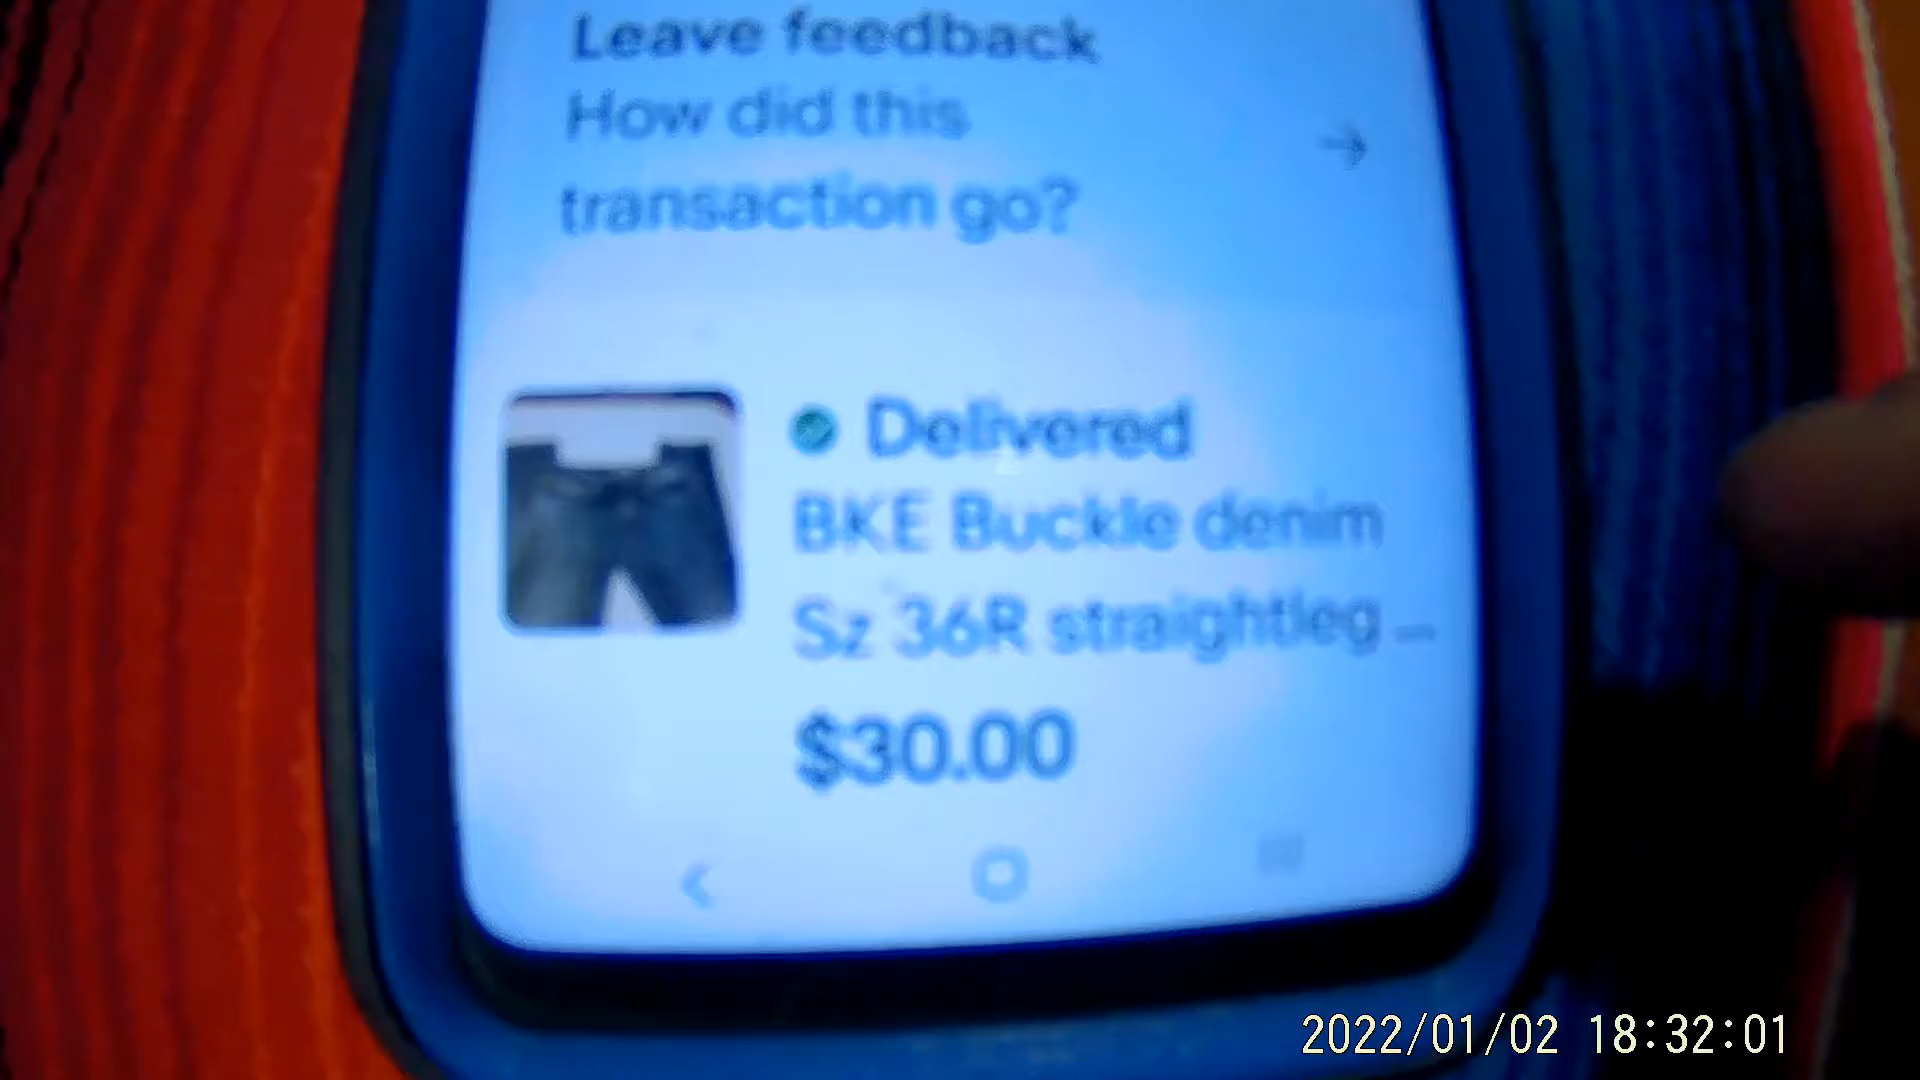 Leave feedback
How did this
transaction go?
Delivered
BKE Buckle denim
Sz 36R straightleg ...
$30.00
2022/01/02 18:32:01